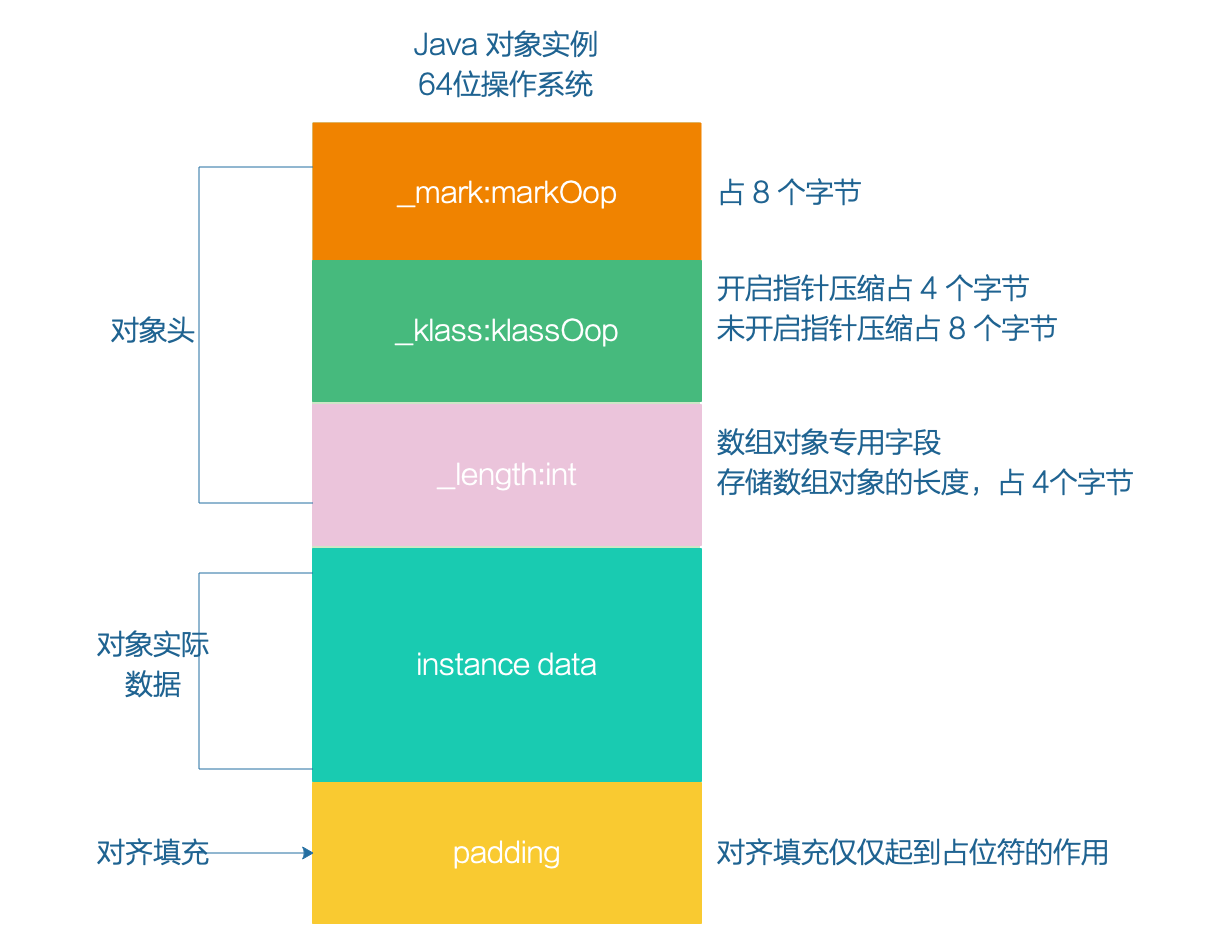 Java 对象实例
64位操作系统
_mark:markOop
占 8 个字节
对象头
_klass:klassOop
开启指针压缩占 4 个字节
未开启指针压缩占 8 个字节
_length:int
数组对象专用字段
存储数组对象的长度，占 4个字节
对象实际
数据
instance data
对齐填充
padding
对齐填充仅仅起到占位符的作用